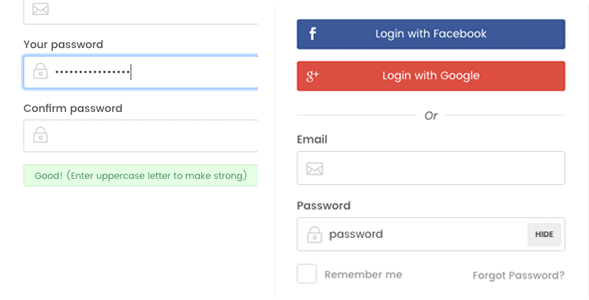 Your password
••••••••••••••••
Confirm password
Good! (Enter uppercase letter to make strong)
f Login with Facebook
g+ Login with Google
Or
Email
Password
password HIDE
Remember me Forgot Password?